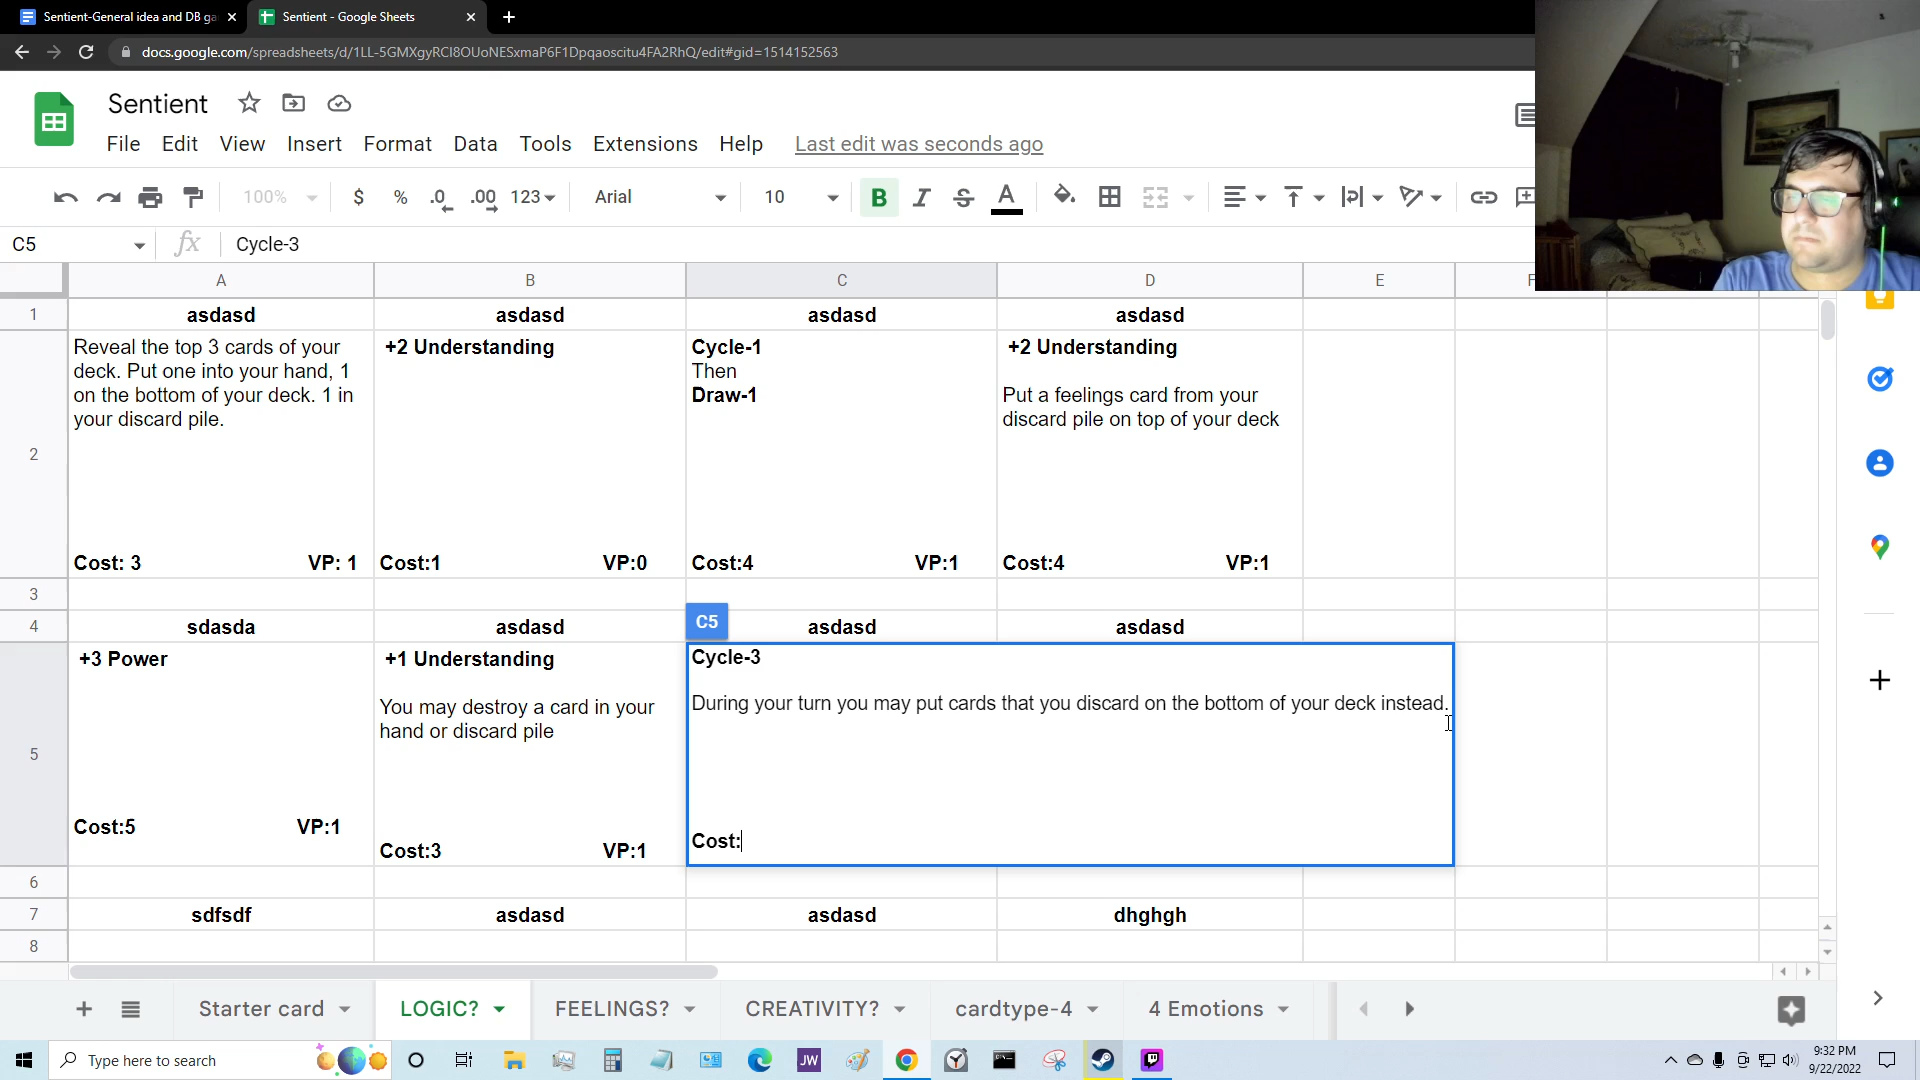 Sentient-General idea and DB ga
Sentient - Google Sheets
docs.google.com/spreadsheets/d/1LL-5GMXgyRCI8OUoNESxmaP6F1Dpqaoscitu4FA2RhQ/edit#gid=1514152563
Sentient
File Edit View Insert Format Data Tools Extensions Help Last edit was seconds ago
100% $ % .0 .00 123 Arial 10 B I S A
C5 fx Cycle-3
A B C D E F
1 asdasd asdasd asdasd asdasd
Reveal the top 3 cards of your
deck. Put one into your hand, 1
on the bottom of your deck. 1 in
your discard pile.
Cost: 3 VP: 1
+2 Understanding
Cost:1 VP:0
Cycle-1
Then
Draw-1
Cost:4 VP:1
+2 Understanding
Put a feelings card from your
discard pile on top of your deck
Cost:4 VP:1
2
3
4 sdasda asdasd C5 asdasd asdasd
+3 Power
Cost:5 VP:1
+1 Understanding
You may destroy a card in your
hand or discard pile
Cost:3 VP:1
Cycle-3
During your turn you may put cards that you discard on the bottom of your deck instead.
Cost:
5
6
7 sdfsdf asdasd asdasd dhghgh
8
Starter card LOGIC? FEELINGS? CREATIVITY? cardtype-4 4 Emotions
Type here to search
JW
9:32 PM
9/22/2022